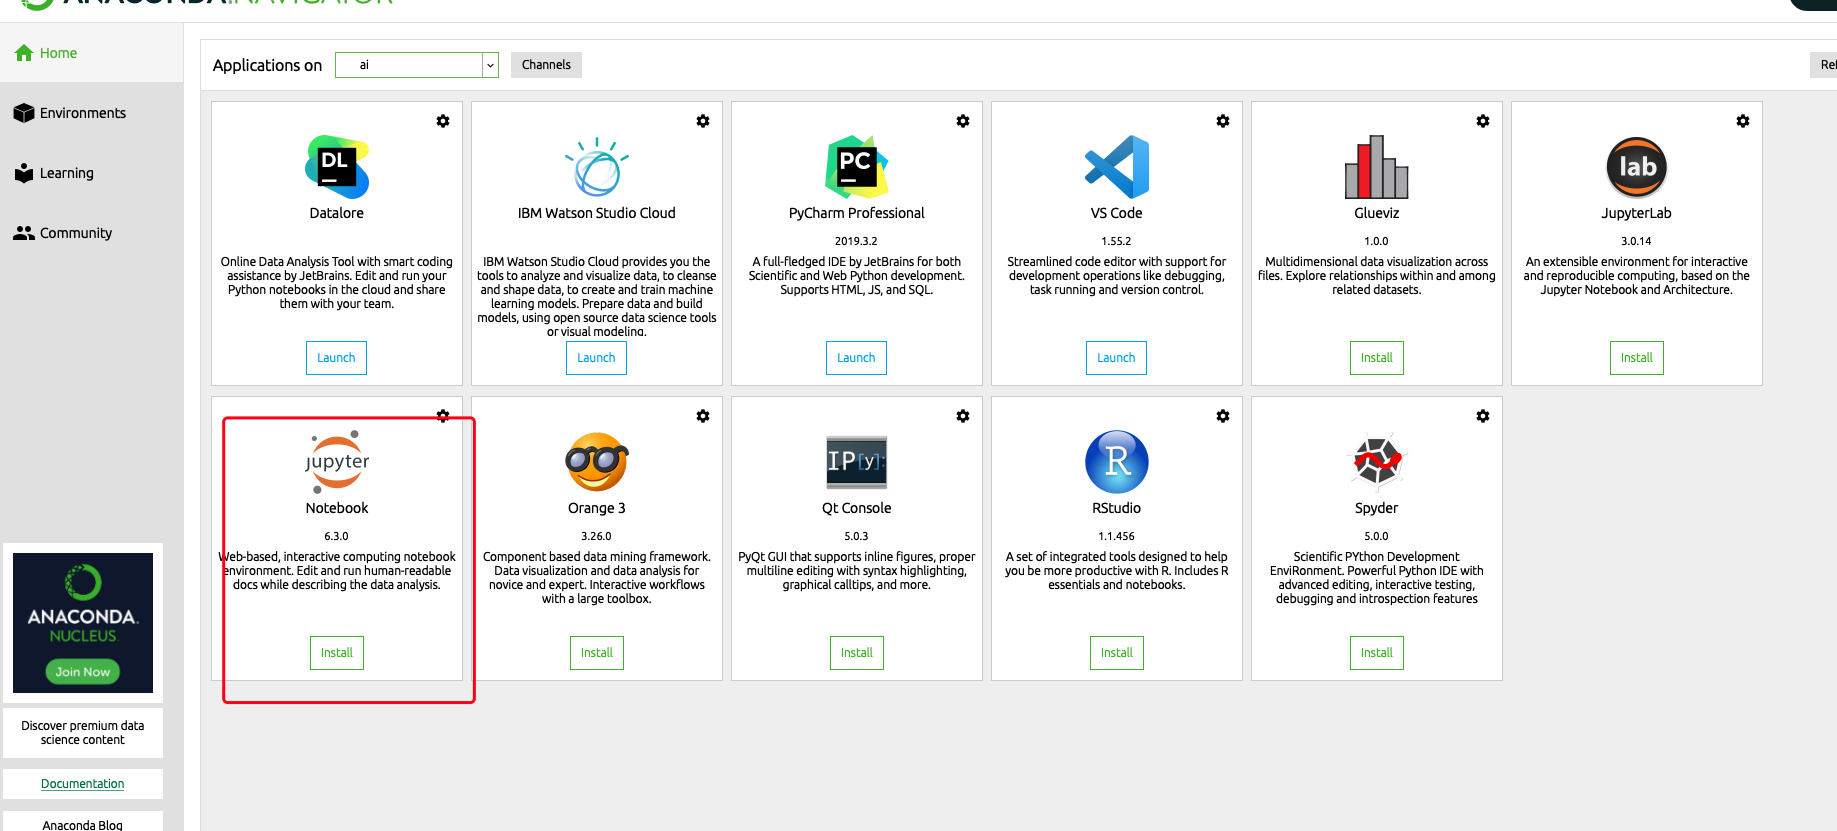 ANACONDA.NAVIGATOR
Home
Applications on
ai
Channels
Environments
Learning
Community
DL
Datalore
Online Data Analysis Tool with smart coding
assistance by JetBrains. Edit and run your
Python notebooks in the cloud and share
them with your team.
Launch
IBM Watson Studio Cloud
IBM Watson Studio Cloud provides you the
tools to analyze and visualize data, to cleanse
and shape data, to create and train machine
learning models. Prepare data and build
models, using open source data science tools
or visual modeling.
Launch
PC
PyCharm Professional
2019.3.2
A full-fledged IDE by JetBrains for both
Scientific and Web Python development.
Supports HTML, JS, and SQL.
Launch
VS Code
1.55.2
Streamlined code editor with support for
development operations like debugging,
task running and version control.
Launch
Glueviz
1.0.0
Multidimensional data visualization across
files. Explore relationships within and among
related datasets.
Install
lab
JupyterLab
3.0.14
An extensible environment for interactive
and reproducible computing, based on the
Jupyter Notebook and Architecture.
Install
jupyter
Notebook
6.3.0
Web-based, interactive computing notebook
environment. Edit and run human-readable
docs while describing the data analysis.
Install
Orange 3
3.26.0
Component based data mining framework.
Data visualization and data analysis for
novice and expert. Interactive workflows
with a large toolbox.
Install
IP[y]:
Qt Console
5.0.3
PyQt GUI that supports inline figures, proper
multiline editing with syntax highlighting,
graphical calltips, and more.
Install
R
RStudio
1.1.456
A set of integrated tools designed to help
you be more productive with R. Includes R
essentials and notebooks.
Install
Spyder
5.0.0
Scientific PYthon Development
EnviRonment. Powerful Python IDE with
advanced editing, interactive testing,
debugging and introspection features
Install
ANACONDA.
NUCLEUS
Join Now
Discover premium data
science content
Documentation
Anaconda Blog